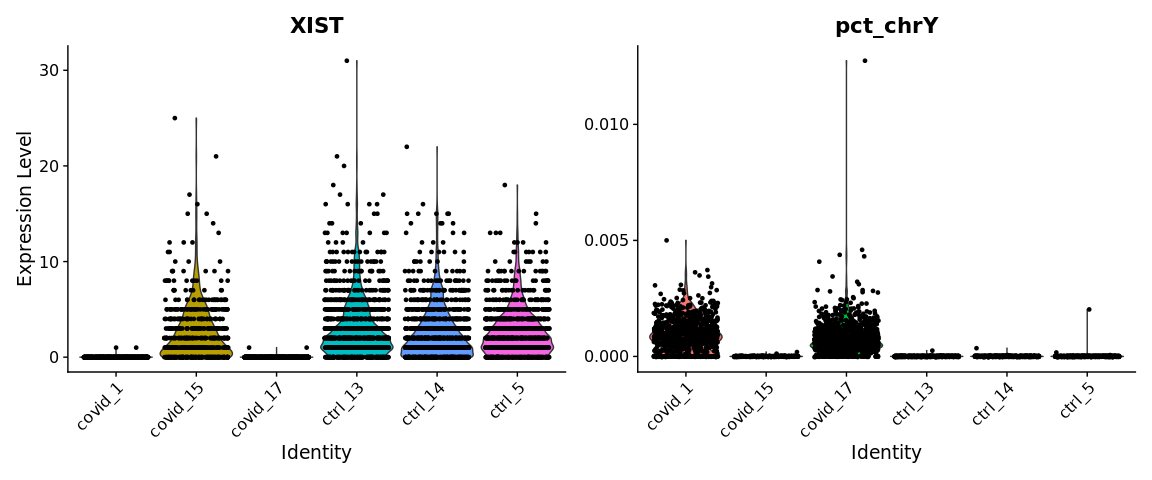 XIST
Expression Level
30
20
10
0
covid_1
covid_15
covid_17
ctrl_13
ctrl_14
ctrl_5
Identity
pct_chrY
0.010
0.005
0.000
covid_1
covid_15
covid_17
ctrl_13
ctrl_14
ctrl_5
Identity